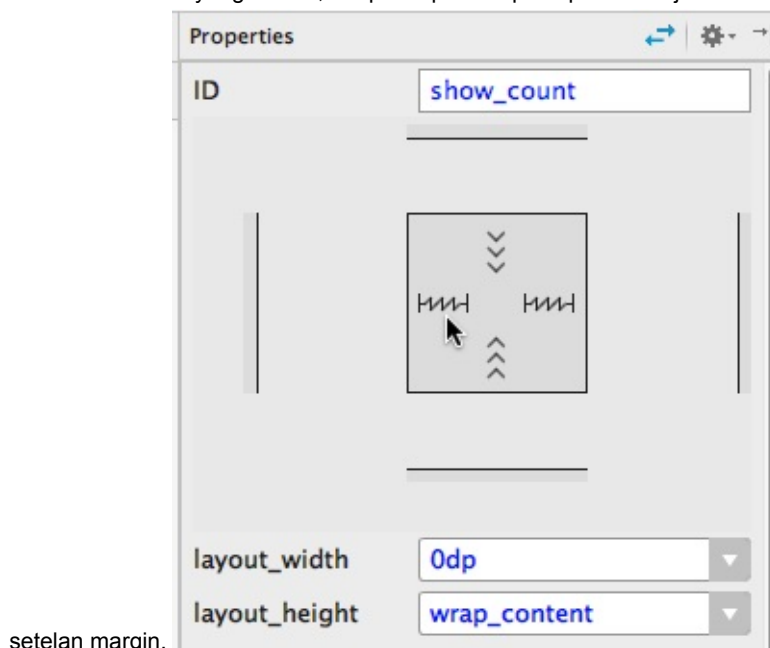 Properties
ID show_count
layout_width 0dp
layout_height wrap_content
setelan margin.